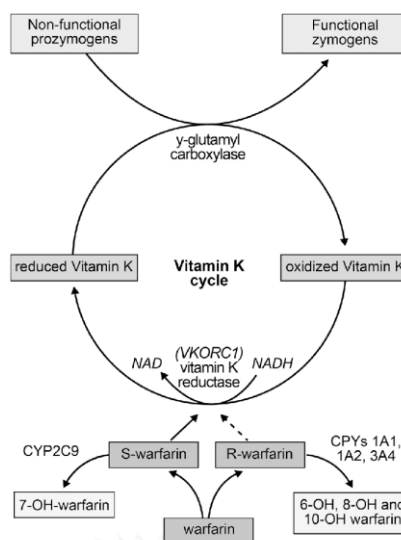 Non-functional
prozymogens
Functional
zymogens
y-glutamyl
carboxylase
reduced Vitamin K
Vitamin K
cycle
oxidized Vitamin K
NAD
(VKORC1)
vitamin K
reductase
NADH
CYP2C9
S-warfarin
R-warfarin
CPYs 1A1,
1A2, 3A4
7-OH-warfarin
warfarin
6-OH, 8-OH and
10-OH warfarin